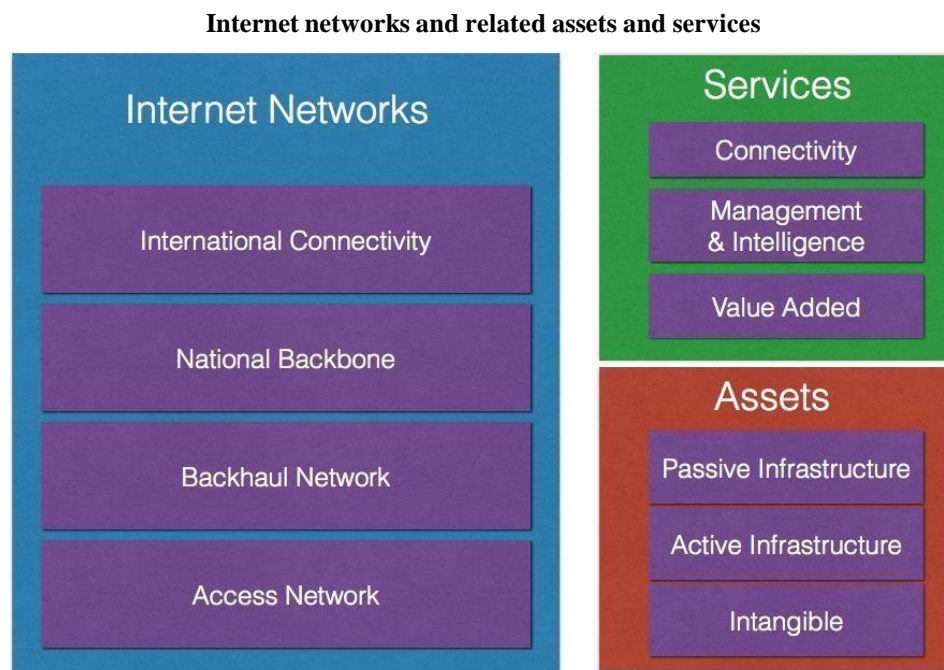 Internet networks and related assets and services
Internet Networks
International Connectivity
National Backbone
Backhaul Network
Access Network
Services
Connectivity
Management
& Intelligence
Value Added
Assets
Passive Infrastructure
Active Infrastructure
Intangible